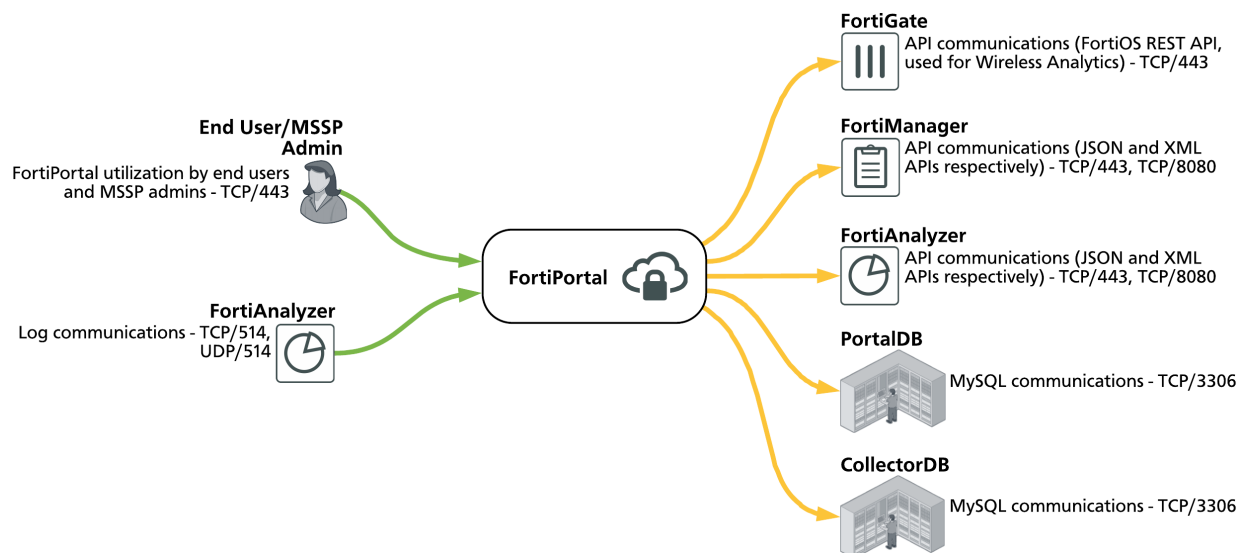 End User/MSSP
Admin
FortiPortal utilization by end users
and MSSP admins - TCP/443
FortiAnalyzer
Log communications - TCP/514,
UDP/514
FortiPortal
FortiGate
API communications (FortiOS REST API,
used for Wireless Analytics) - TCP/443
FortiManager
API communications (JSON and XML
APIs respectively) - TCP/443, TCP/8080
FortiAnalyzer
API communications (JSON and XML
APIs respectively) - TCP/443, TCP/8080
PortalDB
MySQL communications - TCP/3306
CollectorDB
MySQL communications - TCP/3306